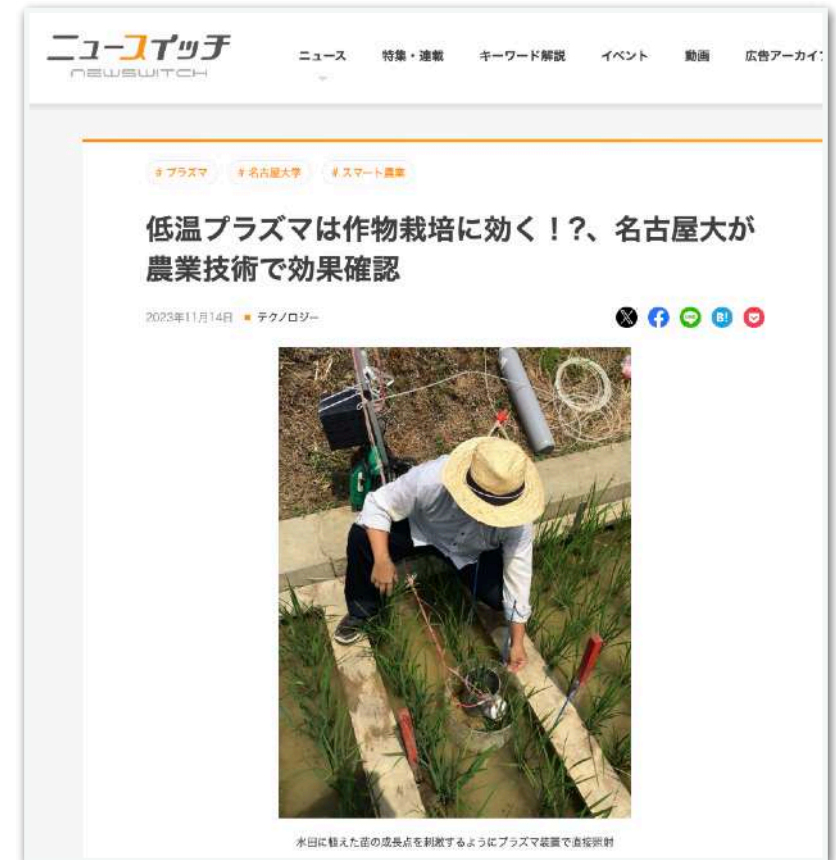 ニュースイッチ
NEWSWITCH
ニュース 特集・連載 キーワード解説 イベント 動画 広告アーカイ
# プラズマ # 名古屋大学 # スマート農業
低温プラズマは作物栽培に効く!?、名古屋大が
農業技術で効果確認
2023年11月14日 ■ テクノロジー
水田に植えた苗の成長点を刺激するようにプラズマ装置で直接照射